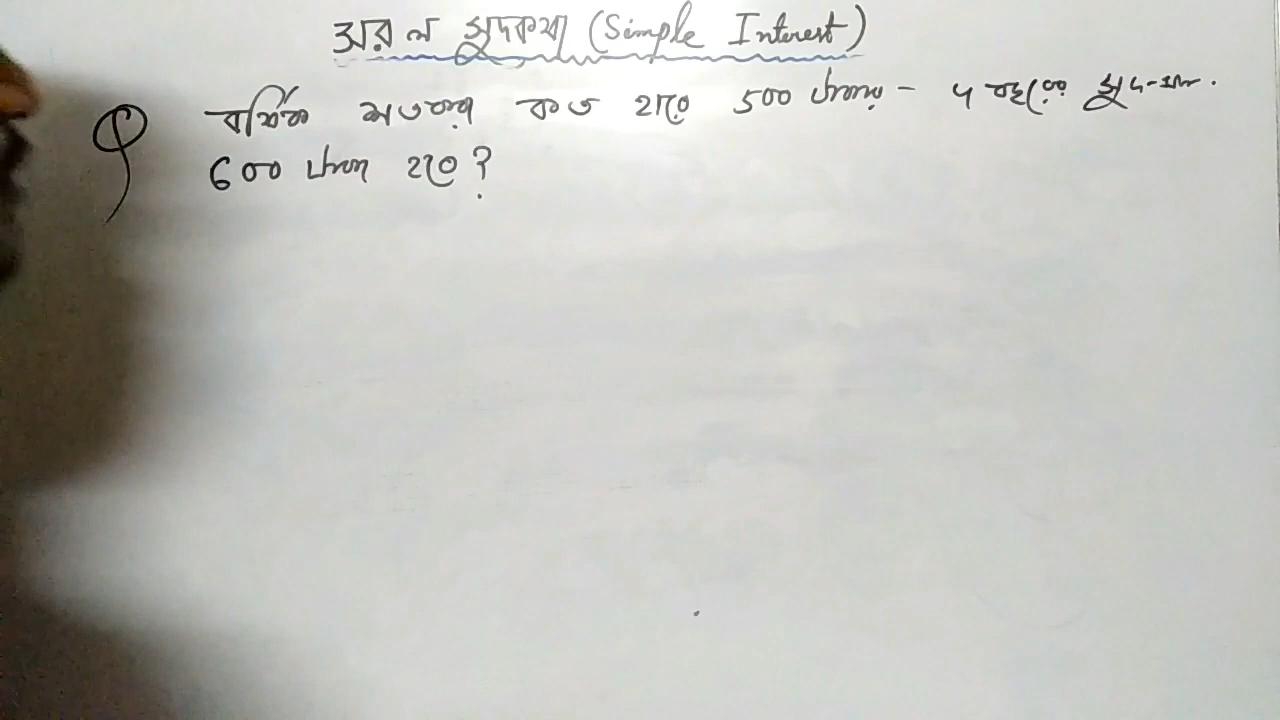 সরল সুদকষা (Simple Interest)
Q বার্ষিক শতকরা কত হারে 500 টাকায় - 4 বছরের সুদ-আসল
600 টাকা হবে?